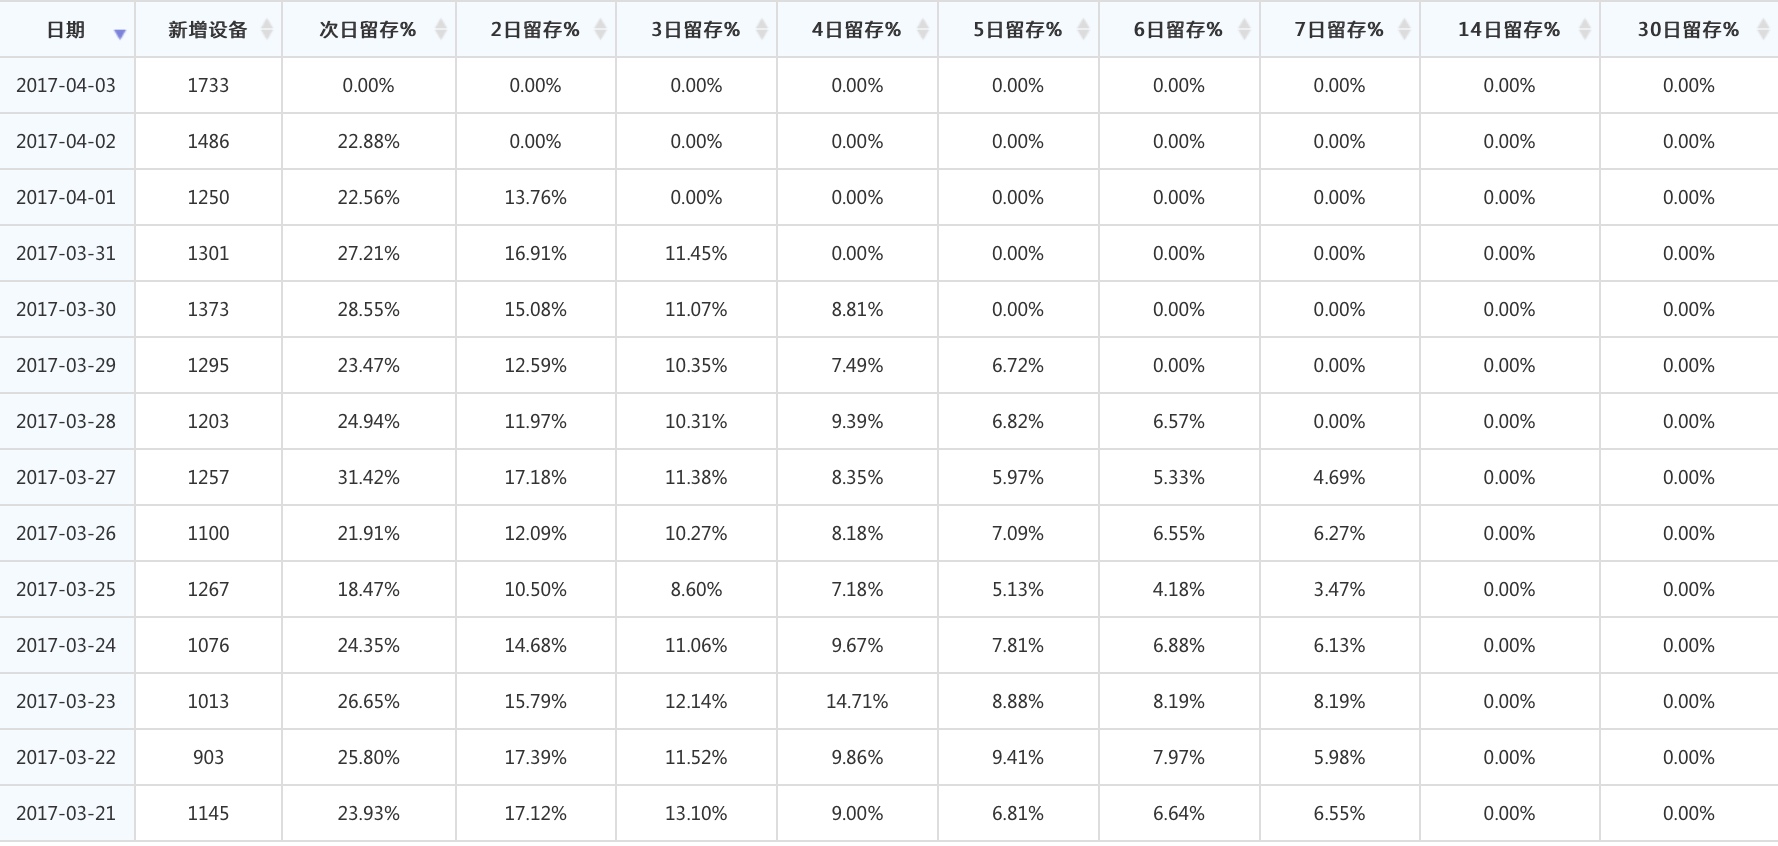 日期 新增设备 次日留存% 2日留存% 3日留存% 4日留存% 5日留存% 6日留存% 7日留存% 14日留存% 30日留存%
2017-04-03 1733 0.00% 0.00% 0.00% 0.00% 0.00% 0.00% 0.00% 0.00% 0.00%
2017-04-02 1486 22.88% 0.00% 0.00% 0.00% 0.00% 0.00% 0.00% 0.00% 0.00%
2017-04-01 1250 22.56% 13.76% 0.00% 0.00% 0.00% 0.00% 0.00% 0.00% 0.00%
2017-03-31 1301 27.21% 16.91% 11.45% 0.00% 0.00% 0.00% 0.00% 0.00% 0.00%
2017-03-30 1373 28.55% 15.08% 11.07% 8.81% 0.00% 0.00% 0.00% 0.00% 0.00%
2017-03-29 1295 23.47% 12.59% 10.35% 7.49% 6.72% 0.00% 0.00% 0.00% 0.00%
2017-03-28 1203 24.94% 11.97% 10.31% 9.39% 6.82% 6.57% 0.00% 0.00% 0.00%
2017-03-27 1257 31.42% 17.18% 11.38% 8.35% 5.97% 5.33% 4.69% 0.00% 0.00%
2017-03-26 1100 21.91% 12.09% 10.27% 8.18% 7.09% 6.55% 6.27% 0.00% 0.00%
2017-03-25 1267 18.47% 10.50% 8.60% 7.18% 5.13% 4.18% 3.47% 0.00% 0.00%
2017-03-24 1076 24.35% 14.68% 11.06% 9.67% 7.81% 6.88% 6.13% 0.00% 0.00%
2017-03-23 1013 26.65% 15.79% 12.14% 14.71% 8.88% 8.19% 8.19% 0.00% 0.00%
2017-03-22 903 25.80% 17.39% 11.52% 9.86% 9.41% 7.97% 5.98% 0.00% 0.00%
2017-03-21 1145 23.93% 17.12% 13.10% 9.00% 6.81% 6.64% 6.55% 0.00% 0.00%